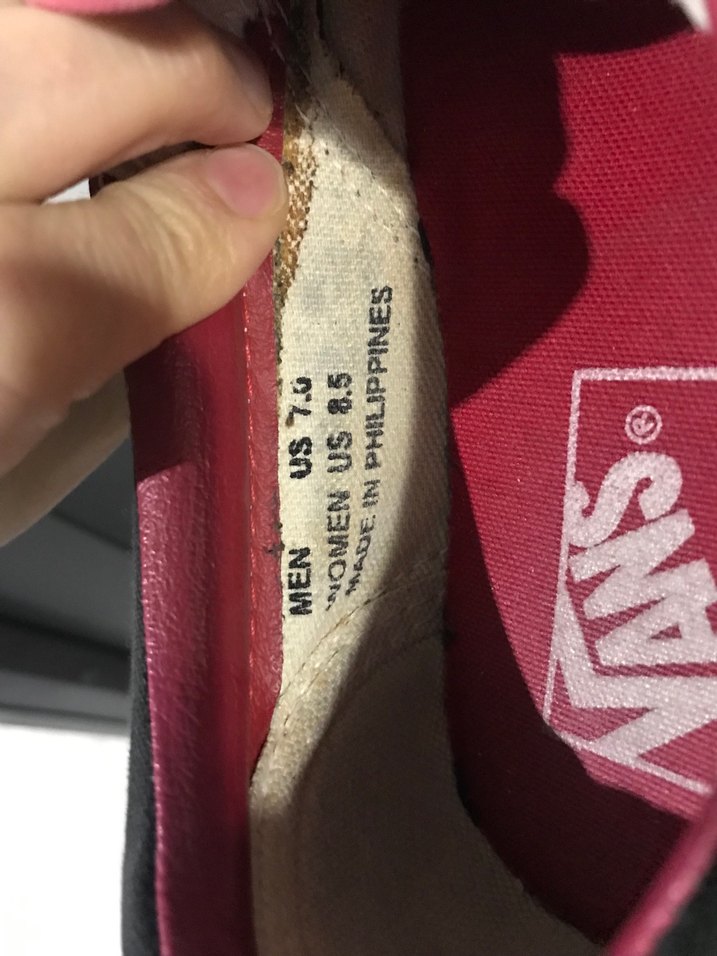 MEN US 7.0
WOMEN US 8.5
MADE IN PHILIPPINES
VANS®